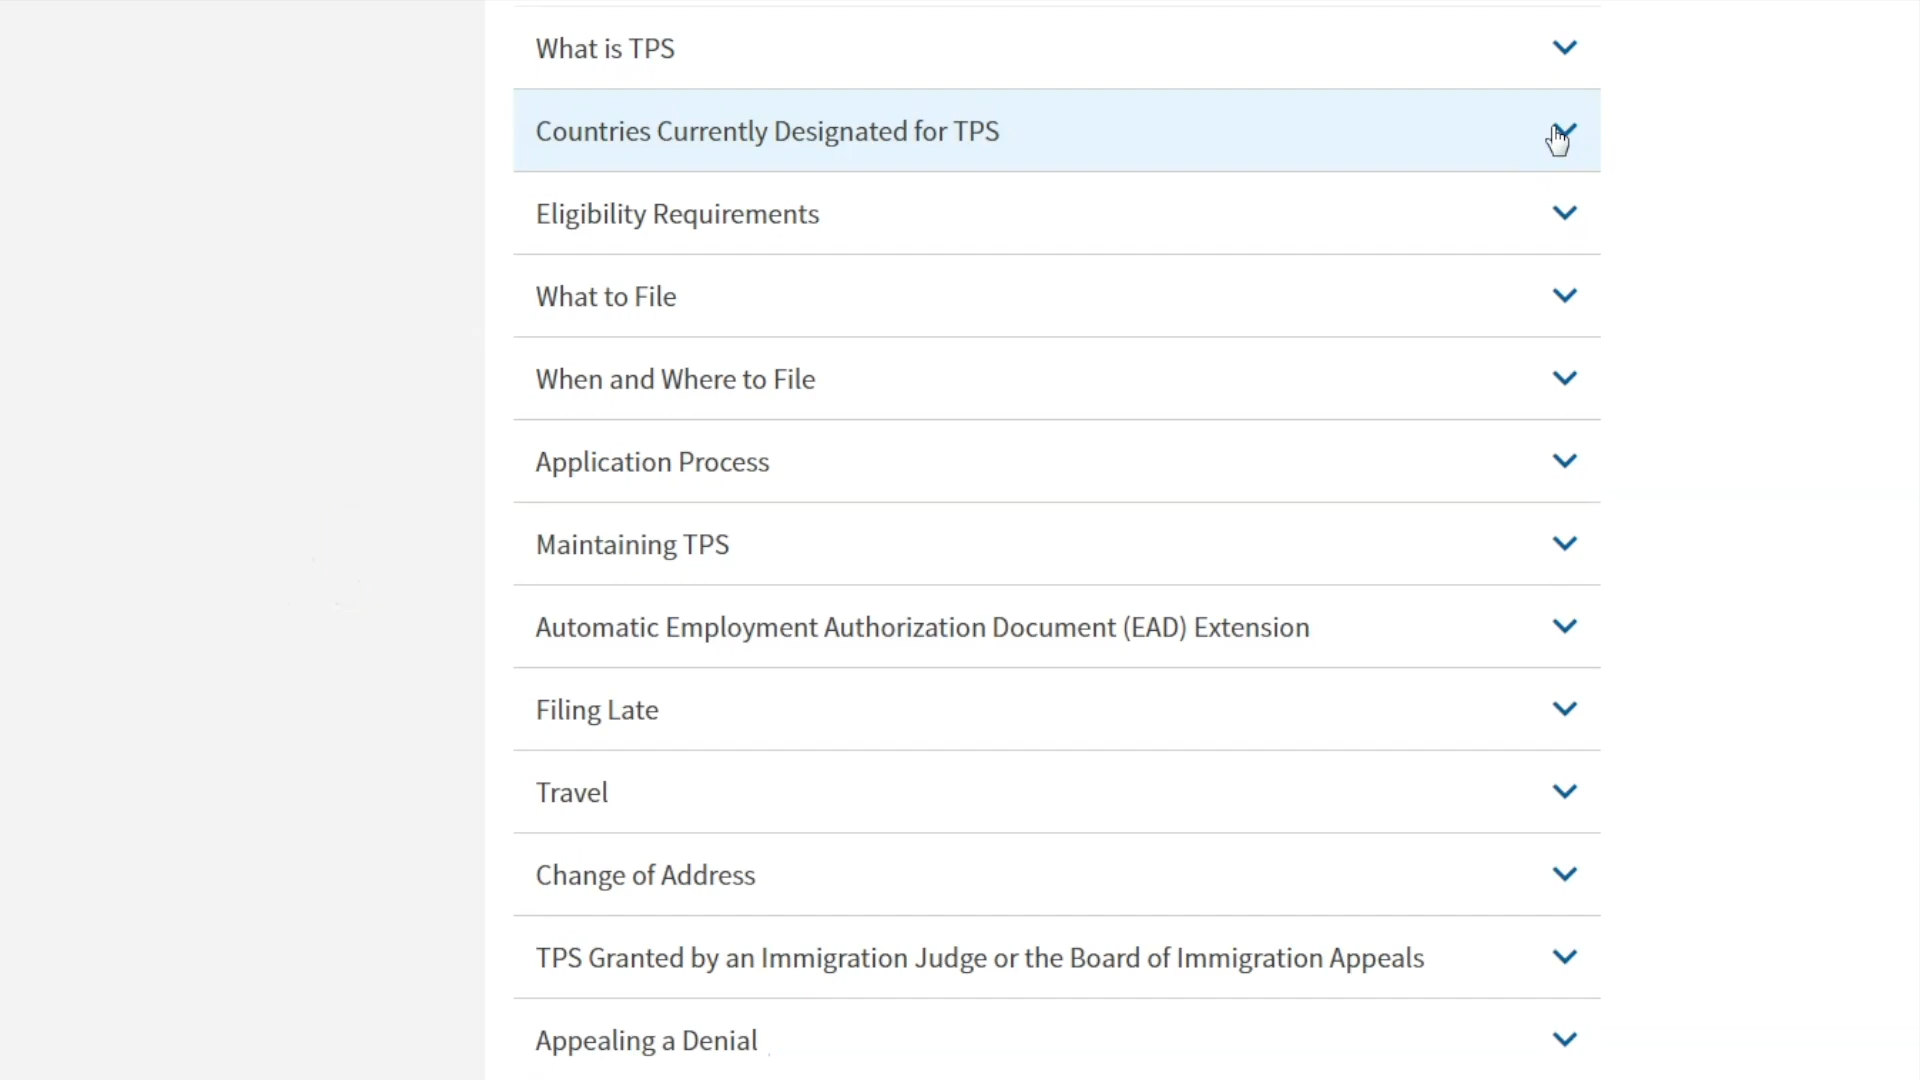 What is TPS
Countries Currently Designated for TPS
Eligibility Requirements
What to File
When and Where to File
Application Process
Maintaining TPS
Automatic Employment Authorization Document (EAD) Extension
Filing Late
Travel
Change of Address
TPS Granted by an Immigration Judge or the Board of Immigration Appeals
Appealing a Denial